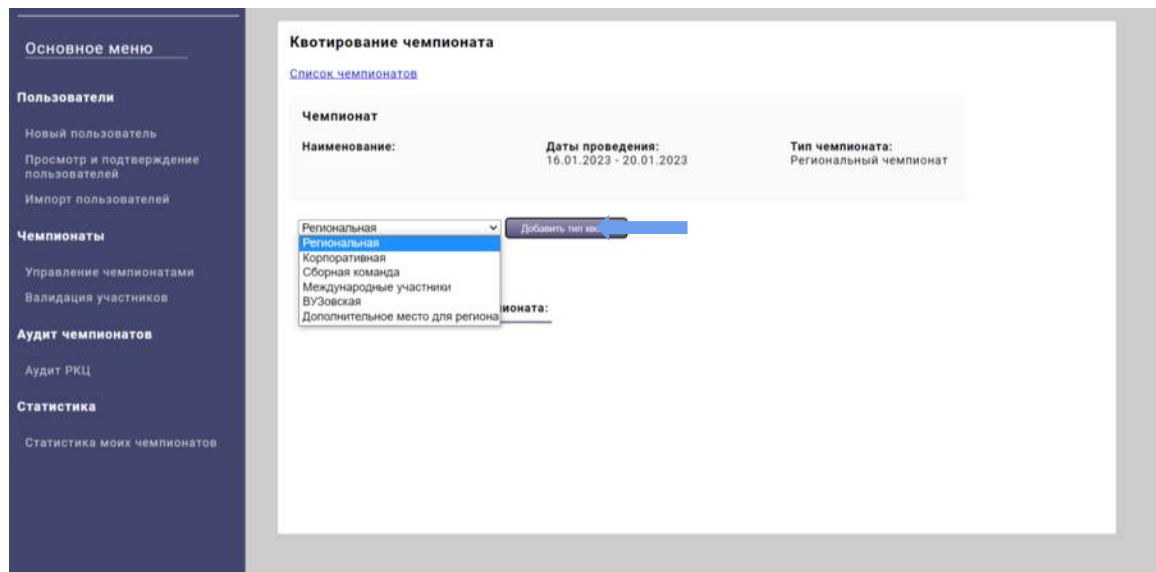 Основное меню
Пользователи
Новый пользователь
Просмотр и подтверждение
пользователей
Импорт пользователей
Чемпионаты
Управление чемпионатами
Валидация участников
Аудит чемпионатов
Аудит РКЦ
Статистика
Статистика моих чемпионатов
Квотирование чемпионата
Список чемпионатов
Чемпионат
Наименование:
Даты проведения:
16.01.2023 - 20.01.2023
Тип чемпионата:
Региональный чемпионат
Региональная
Добавить тип
Региональная
Корпоративная
Сборная команда
Международные участники
ВУЗовская
Дополнительное место для региона
ионата: